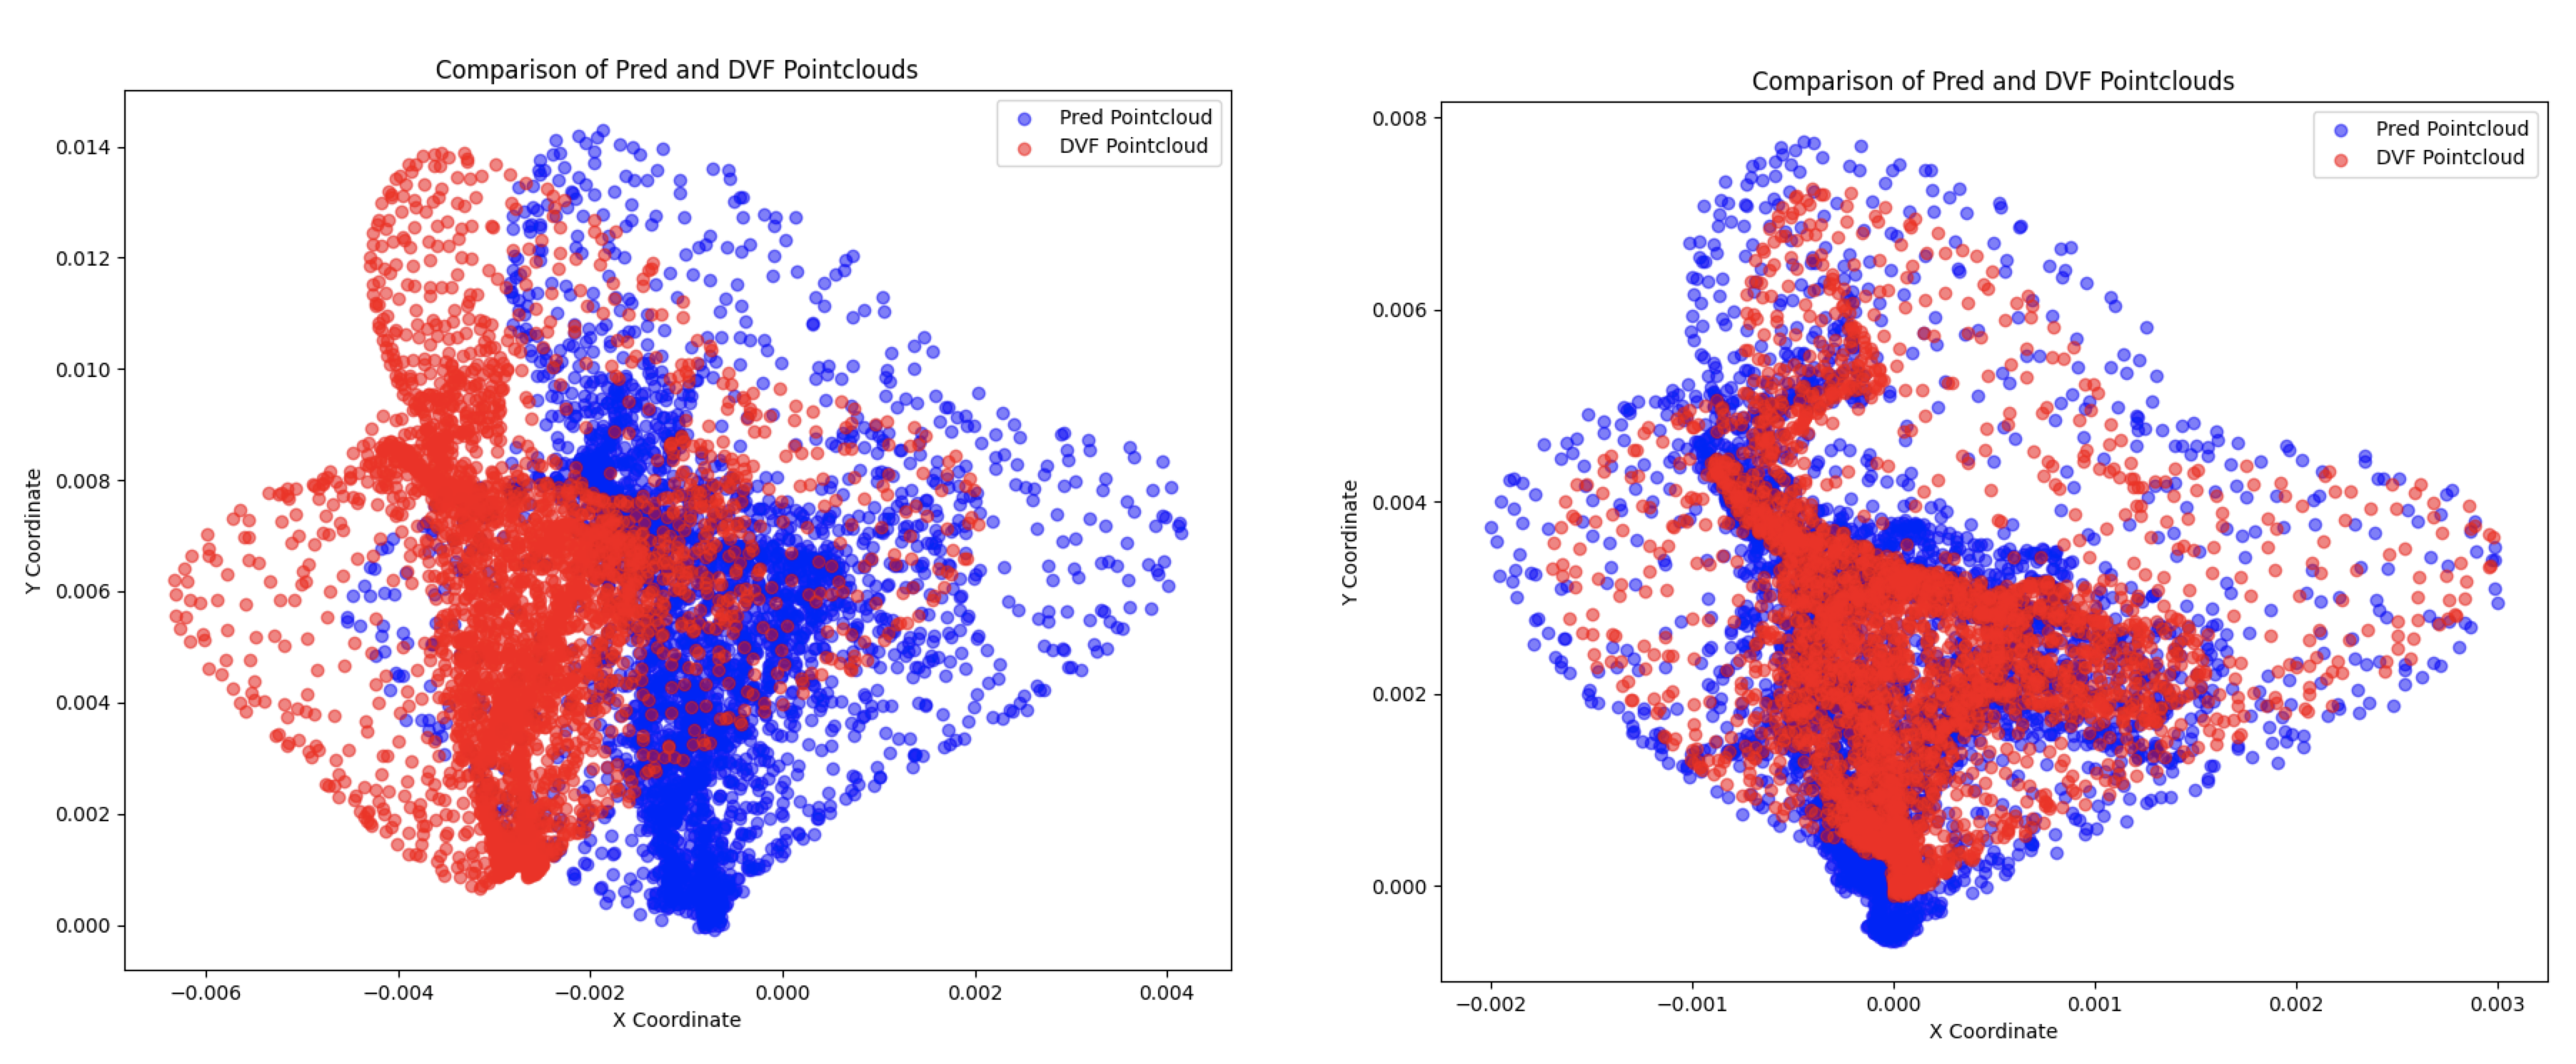 Comparison of Pred and DVF Pointclouds
Pred Pointcloud
DVF Pointcloud
0.014
0.012
0.010
0.008
0.006
0.004
0.002
0.000
Y Coordinate
−0.006 −0.004 −0.002 0.000 0.002 0.004
X Coordinate
Comparison of Pred and DVF Pointclouds
Pred Pointcloud
DVF Pointcloud
0.008
0.006
0.004
0.002
0.000
Y Coordinate
−0.002 −0.001 0.000 0.001 0.002 0.003
X Coordinate